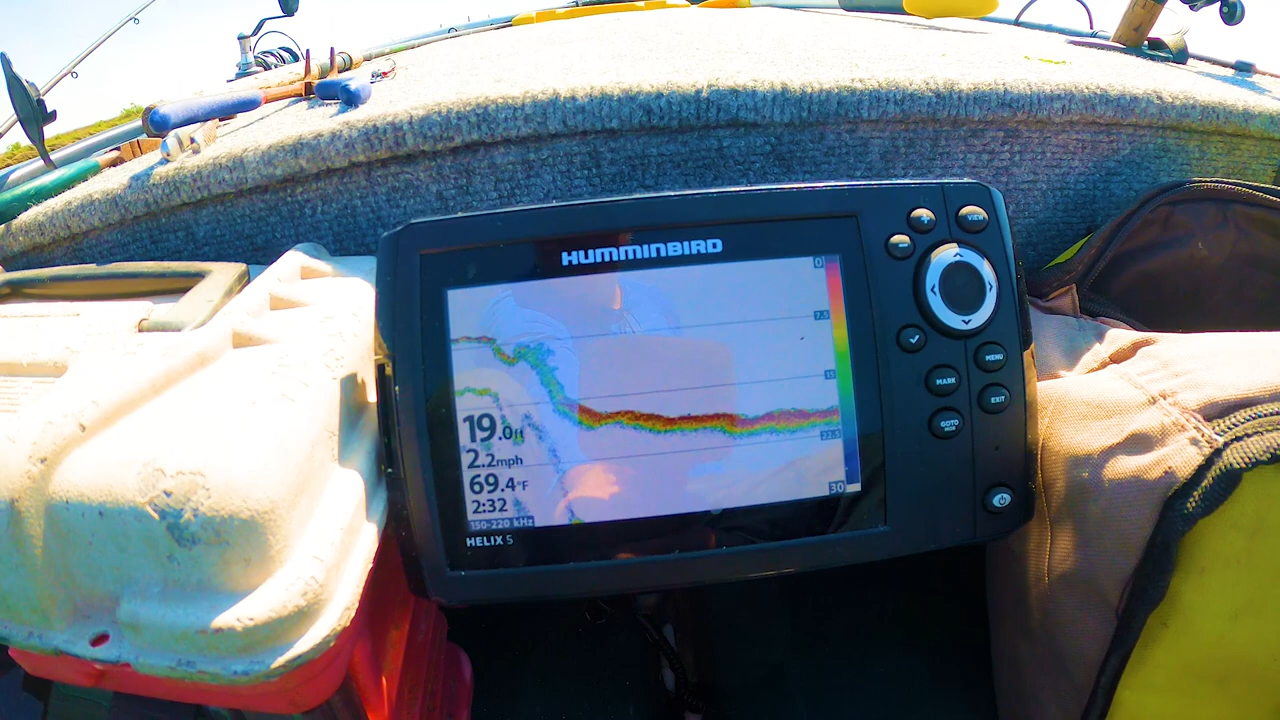 HUMMINBIRD
0
7.5
15
22.5
30
19.0ft
2.2mph
69.4°F
2:32
150-220 kHz
HELIX 5
+
VIEW
−
MENU
MARK
EXIT
GOTO
MOB